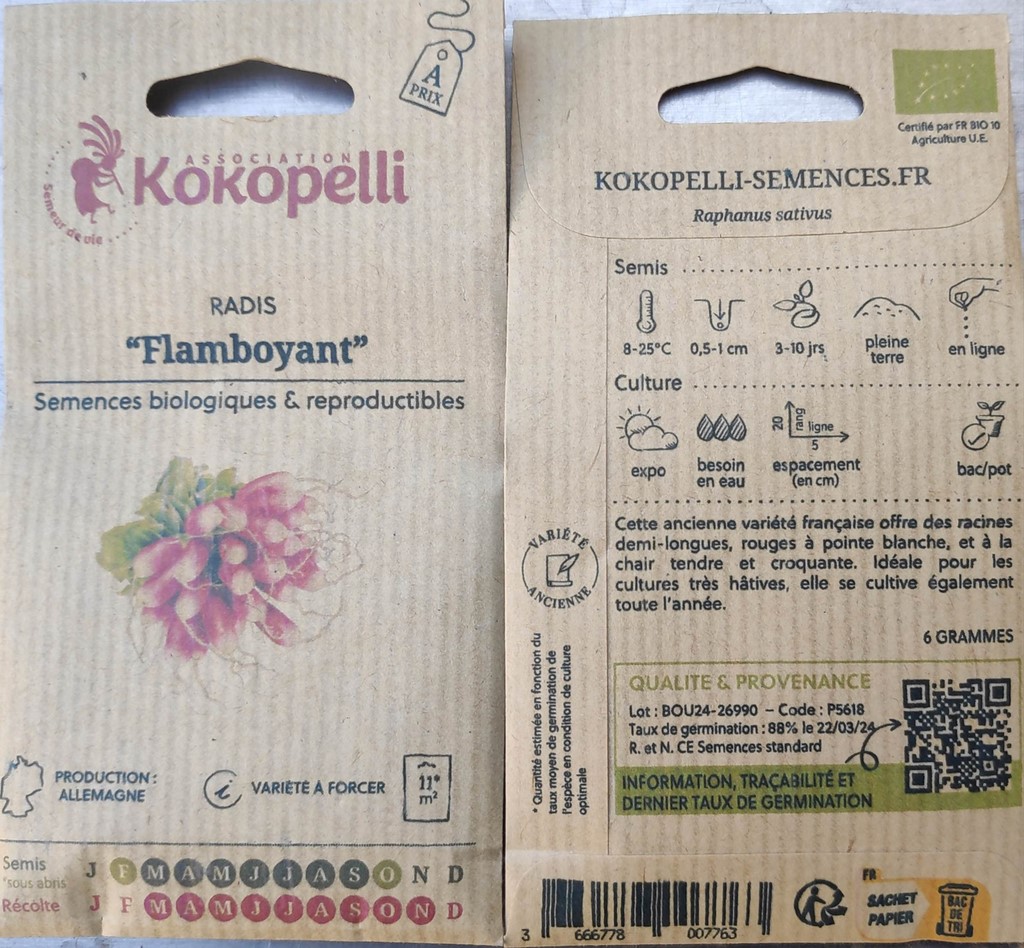 A
PRIX
ASSOCIATION
Kokopelli
Semeur de vie
RADIS
“Flamboyant”
Semences biologiques & reproductibles
PRODUCTION :
ALLEMAGNE
VARIÉTÉ À FORCER
11*
m²
Semis
*sous abris
J F M A M J J A S O N D
Récolte
J F M A M J J A S O N D
Certifié par FR BIO 10
Agriculture U.E.
KOKOPELLI-SEMENCES.FR
Raphanus sativus
Semis
8-25°C
0,5-1 cm
3-10 jrs
pleine
terre
en ligne
Culture
expo
besoin
en eau
20
rang
ligne
5
espacement
(en cm)
bac/pot
VARIÉTÉ
ANCIENNE
Cette ancienne variété française offre des racines
demi-longues, rouges à pointe blanche, et à la
chair tendre et croquante. Idéale pour les
cultures très hâtives, elle se cultive également
toute l'année.
6 GRAMMES
* Quantité estimée en fonction du
taux moyen de germination de
l'espèce en condition de culture
optimale
QUALITE & PROVENANCE
Lot : BOU24-26990 – Code : P5618
Taux de germination : 88% le 22/03/24
R. et N. CE Semences standard
INFORMATION, TRAÇABILITÉ ET
DERNIER TAUX DE GERMINATION
3 666778 007763
FR
SACHET
PAPIER
BAC
DE
TRI